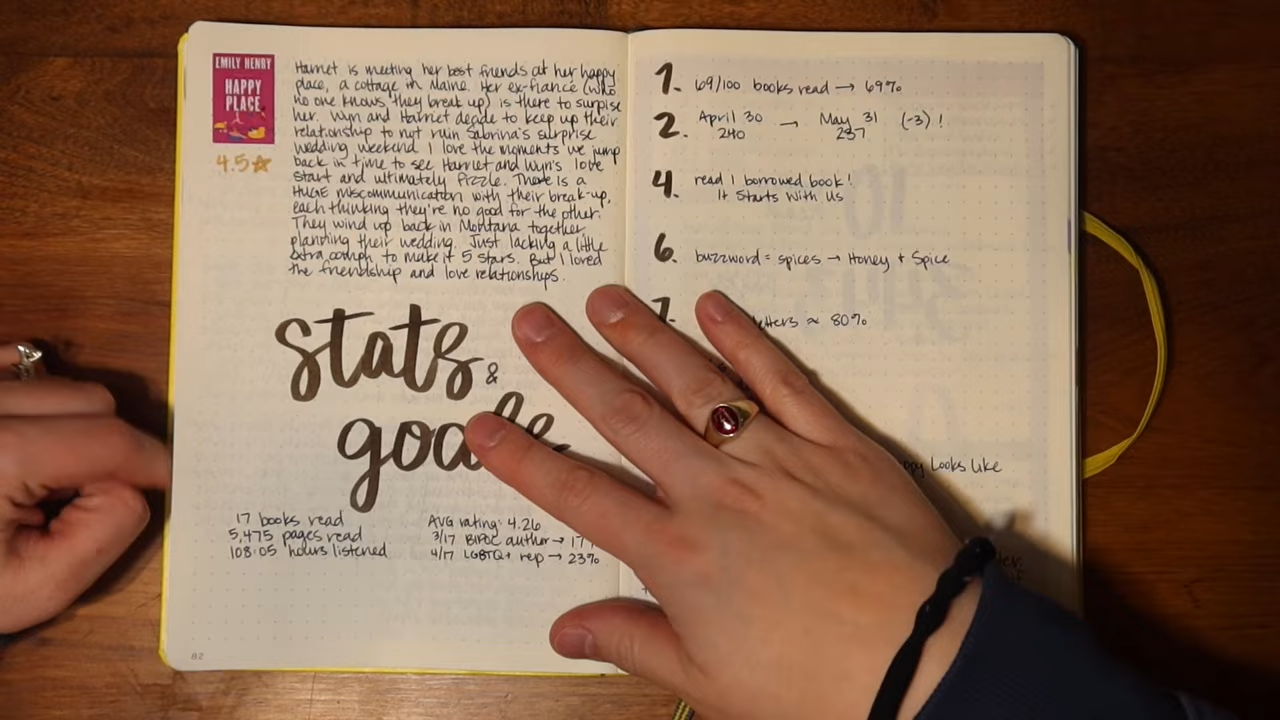 EMILY HENRY
HAPPY
PLACE
4.5☆
Harriet is meeting her best friends at her happy
place, a cottage in Maine. Her ex-fiance (who
no one knows they break up) is there to surpise
her. Wyn and Harriet decide to keep up their
relationship to not ruin Sabrina's surprise
wedding weekend. I love the moments we jump
back in time to see Harriet and Wyn's love
start and ultimately fizzle. There is a
HUGE miscommunication with their break-up,
each thinking they're no good for the other.
They wind up back in Montana together
planning their wedding. Just lacking a little
extra oomph to make it 5 stars. But I loved
the friendship and love relationships.
stats &
17 books read
5,475 pages read
108:05 hours listened
AVG rating: 4.26
3/17 BIPOC author → 17
4/17 LGBTQ+ rep → 23%
82
1. 69/100 books read → 69%
2. April 30 → May 31 (-3)!
240 237
4. read 1 borrowed book!
It Starts With Us
6. buzzword = spices → Honey + Spice
7. ≈ 80%
Looks Like